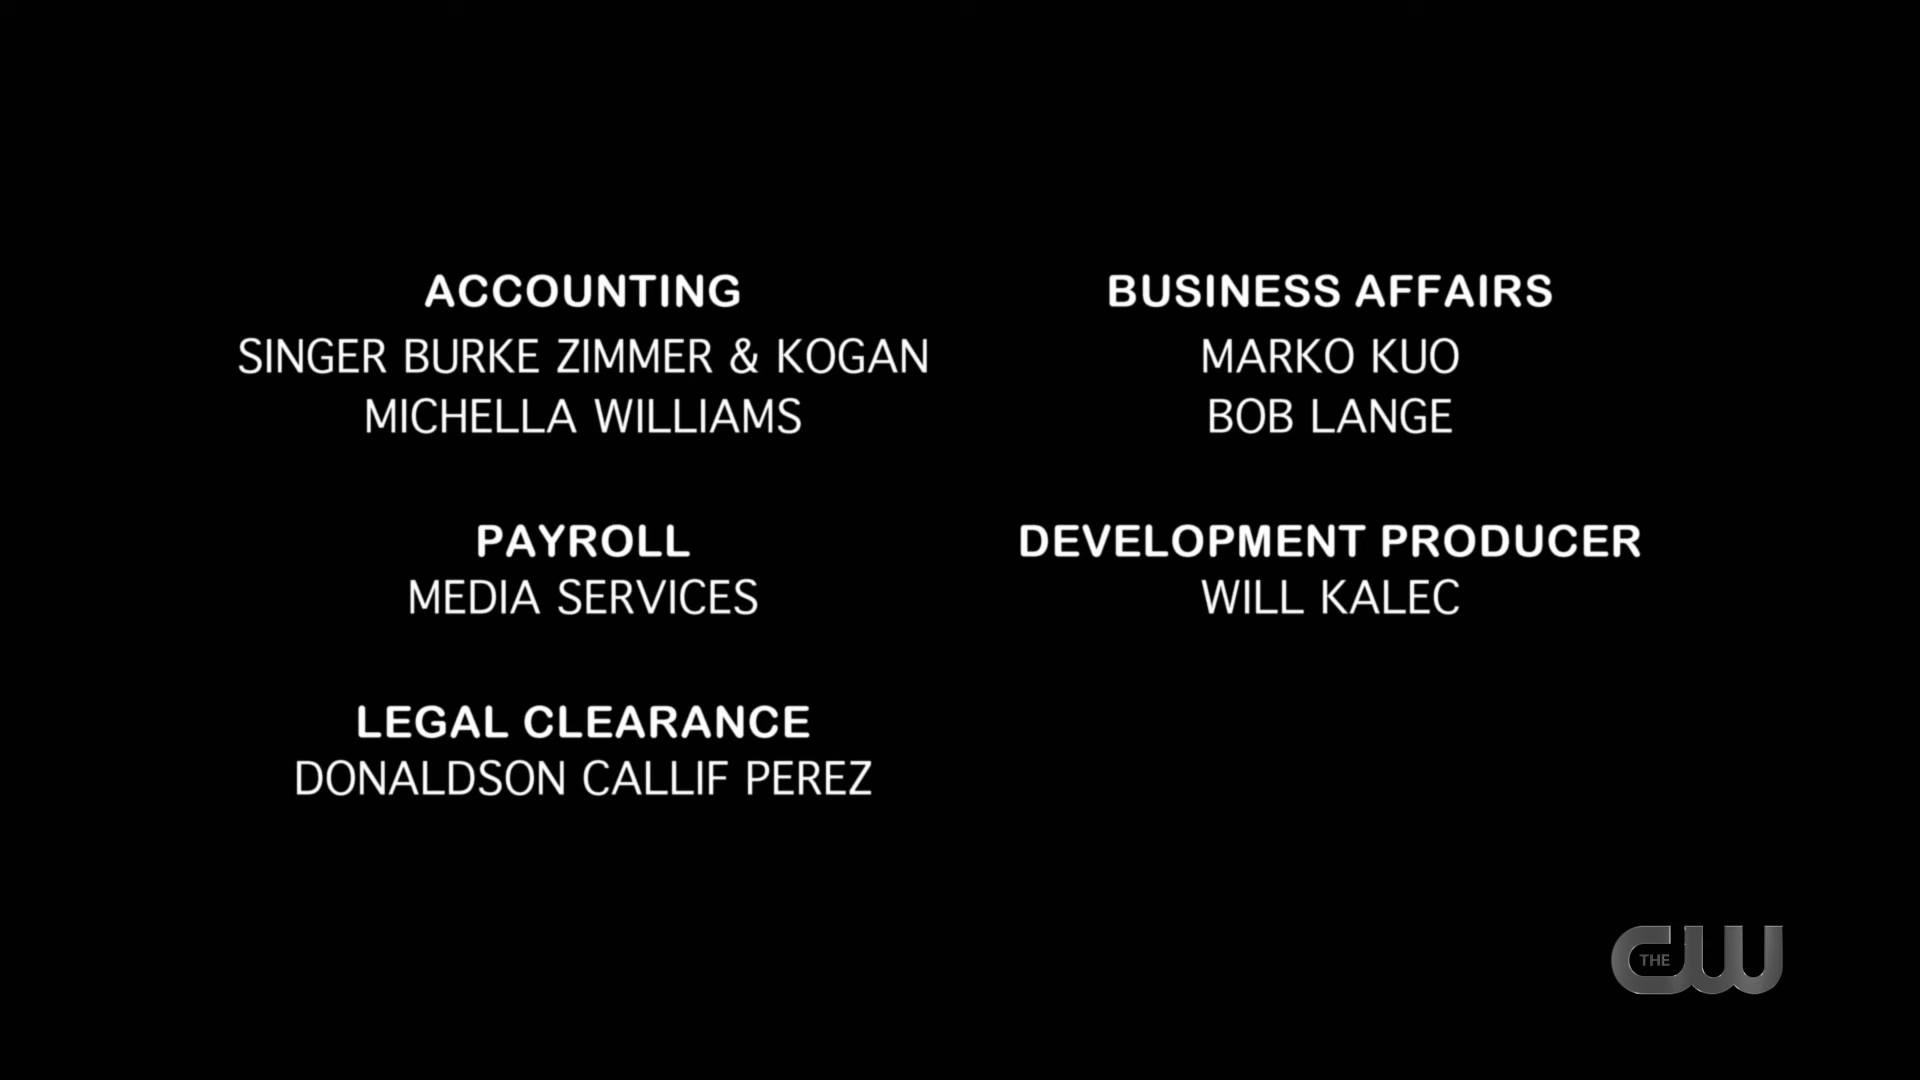 ACCOUNTING
SINGER BURKE ZIMMER & KOGAN
MICHELLA WILLIAMS
PAYROLL
MEDIA SERVICES
LEGAL CLEARANCE
DONALDSON CALLIF PEREZ
BUSINESS AFFAIRS
MARKO KUO
BOB LANGE
DEVELOPMENT PRODUCER
WILL KALEC
THE CW